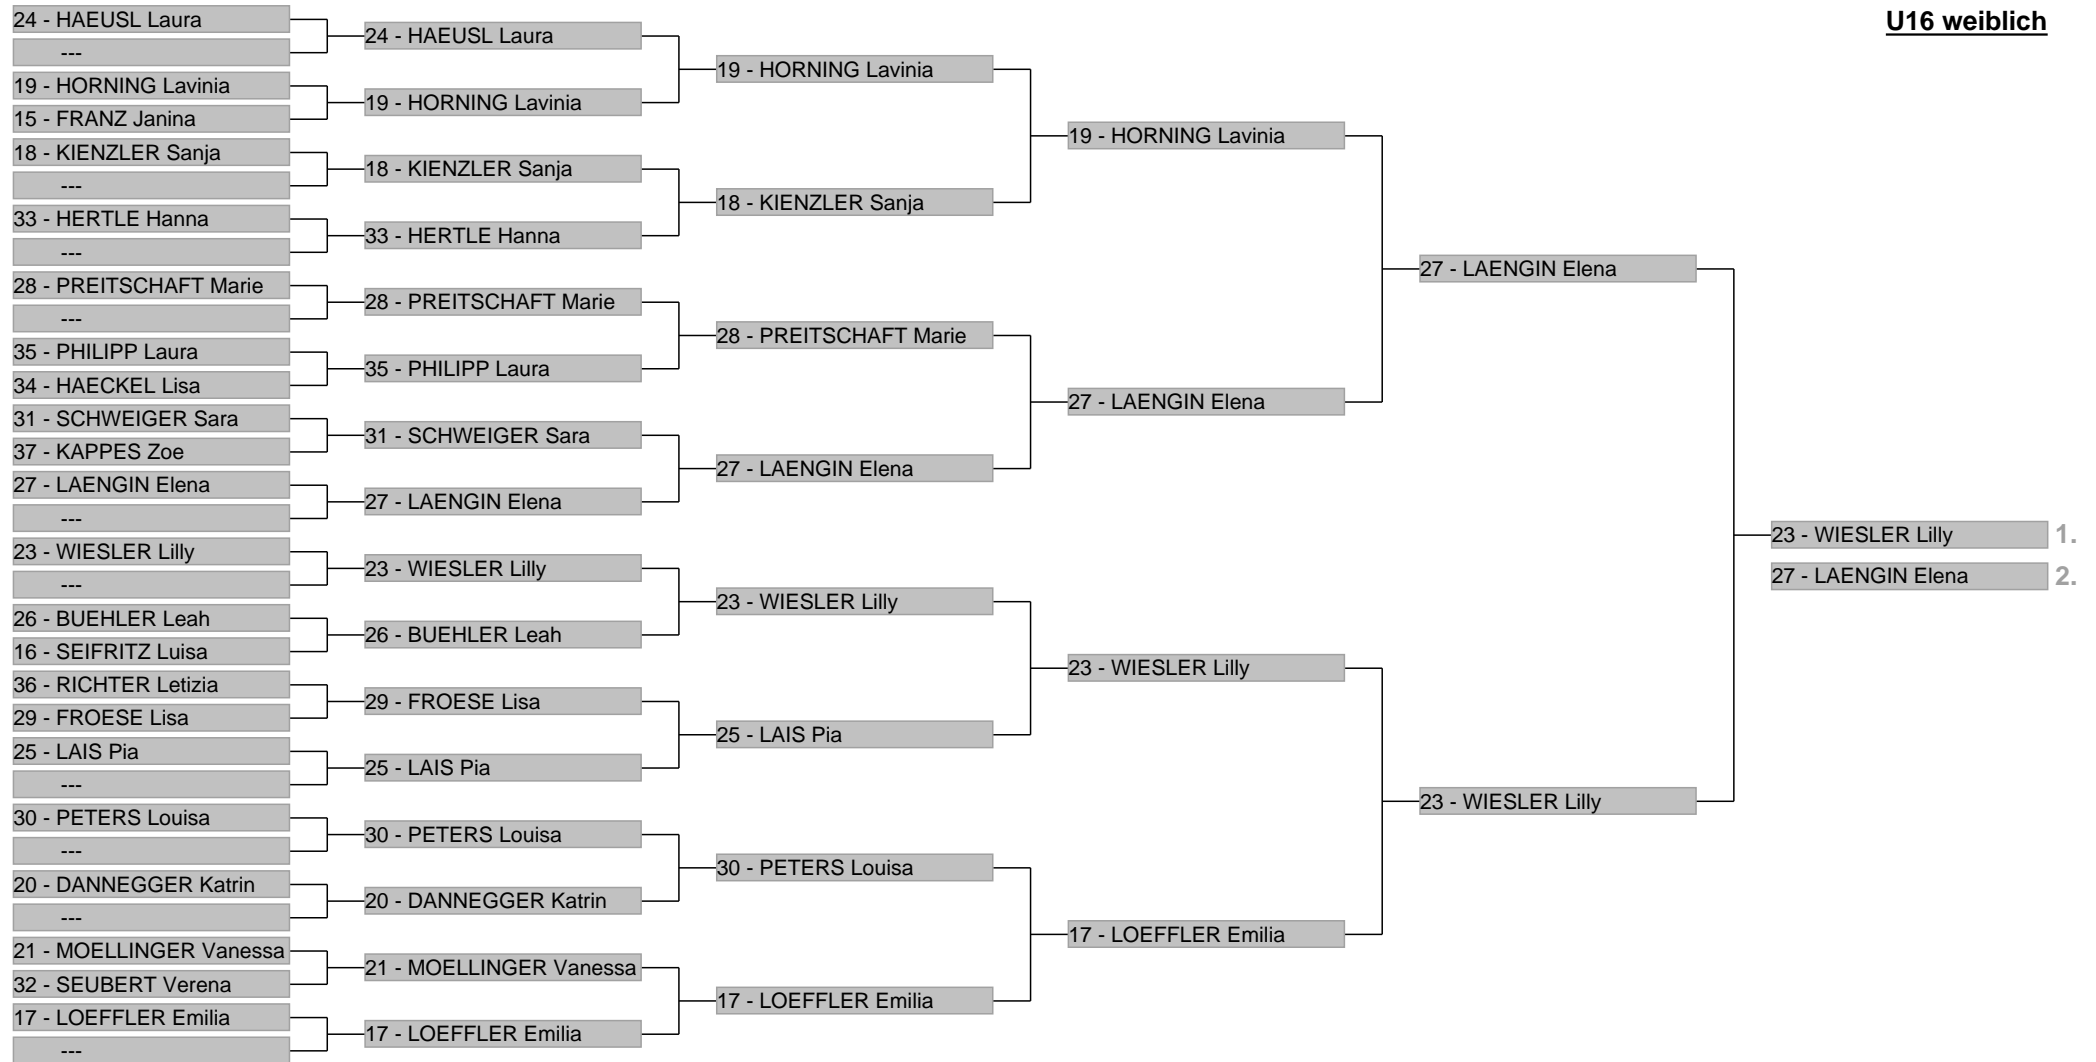 U16 weiblich
24 - HAEUSL Laura
---
19 - HORNING Lavinia
15 - FRANZ Janina
18 - KIENZLER Sanja
---
33 - HERTLE Hanna
---
28 - PREITSCHAFT Marie
---
35 - PHILIPP Laura
34 - HAECKEL Lisa
31 - SCHWEIGER Sara
37 - KAPPES Zoe
27 - LAENGIN Elena
---
23 - WIESLER Lilly
---
26 - BUEHLER Leah
16 - SEIFRITZ Luisa
36 - RICHTER Letizia
29 - FROESE Lisa
25 - LAIS Pia
---
30 - PETERS Louisa
---
20 - DANNEGGER Katrin
---
21 - MOELLINGER Vanessa
32 - SEUBERT Verena
17 - LOEFFLER Emilia
---
24 - HAEUSL Laura
19 - HORNING Lavinia
18 - KIENZLER Sanja
33 - HERTLE Hanna
28 - PREITSCHAFT Marie
35 - PHILIPP Laura
31 - SCHWEIGER Sara
27 - LAENGIN Elena
23 - WIESLER Lilly
26 - BUEHLER Leah
29 - FROESE Lisa
25 - LAIS Pia
30 - PETERS Louisa
20 - DANNEGGER Katrin
21 - MOELLINGER Vanessa
17 - LOEFFLER Emilia
19 - HORNING Lavinia
18 - KIENZLER Sanja
28 - PREITSCHAFT Marie
27 - LAENGIN Elena
23 - WIESLER Lilly
25 - LAIS Pia
30 - PETERS Louisa
17 - LOEFFLER Emilia
19 - HORNING Lavinia
27 - LAENGIN Elena
23 - WIESLER Lilly
17 - LOEFFLER Emilia
27 - LAENGIN Elena
23 - WIESLER Lilly
23 - WIESLER Lilly 1.
27 - LAENGIN Elena 2.